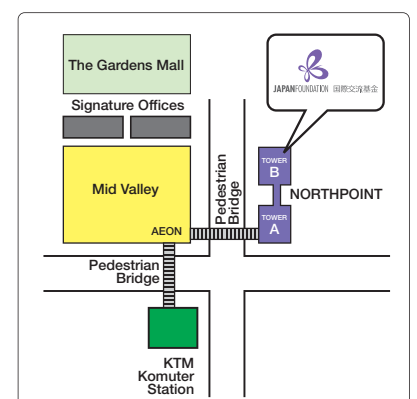 The Gardens Mall
Signature Offices
JAPANFOUNDATION 国際交流基金
Mid Valley
AEON
Pedestrian
Bridge
TOWER
B
NORTHPOINT
TOWER
A
Pedestrian
Bridge
KTM
Komuter
Station